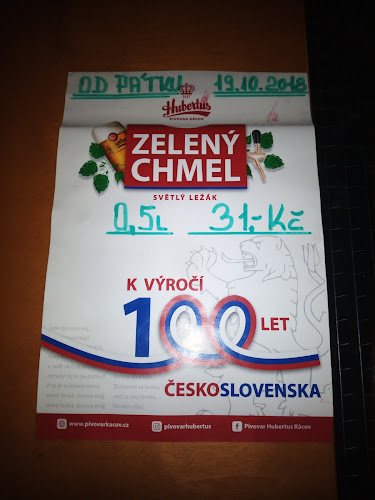 OD PÁTKU 19.10.2018
Hubertus
PIVOVAR KÁCOV
ZELENÝ
CHMEL
SVĚTLÝ LEŽÁK
0,5L 31,-Kč
K VÝROČÍ
100 LET
ČESKOSLOVENSKA
www.pivovarkacov.cz pivovarhubertus Pivovar Hubertus Kácov